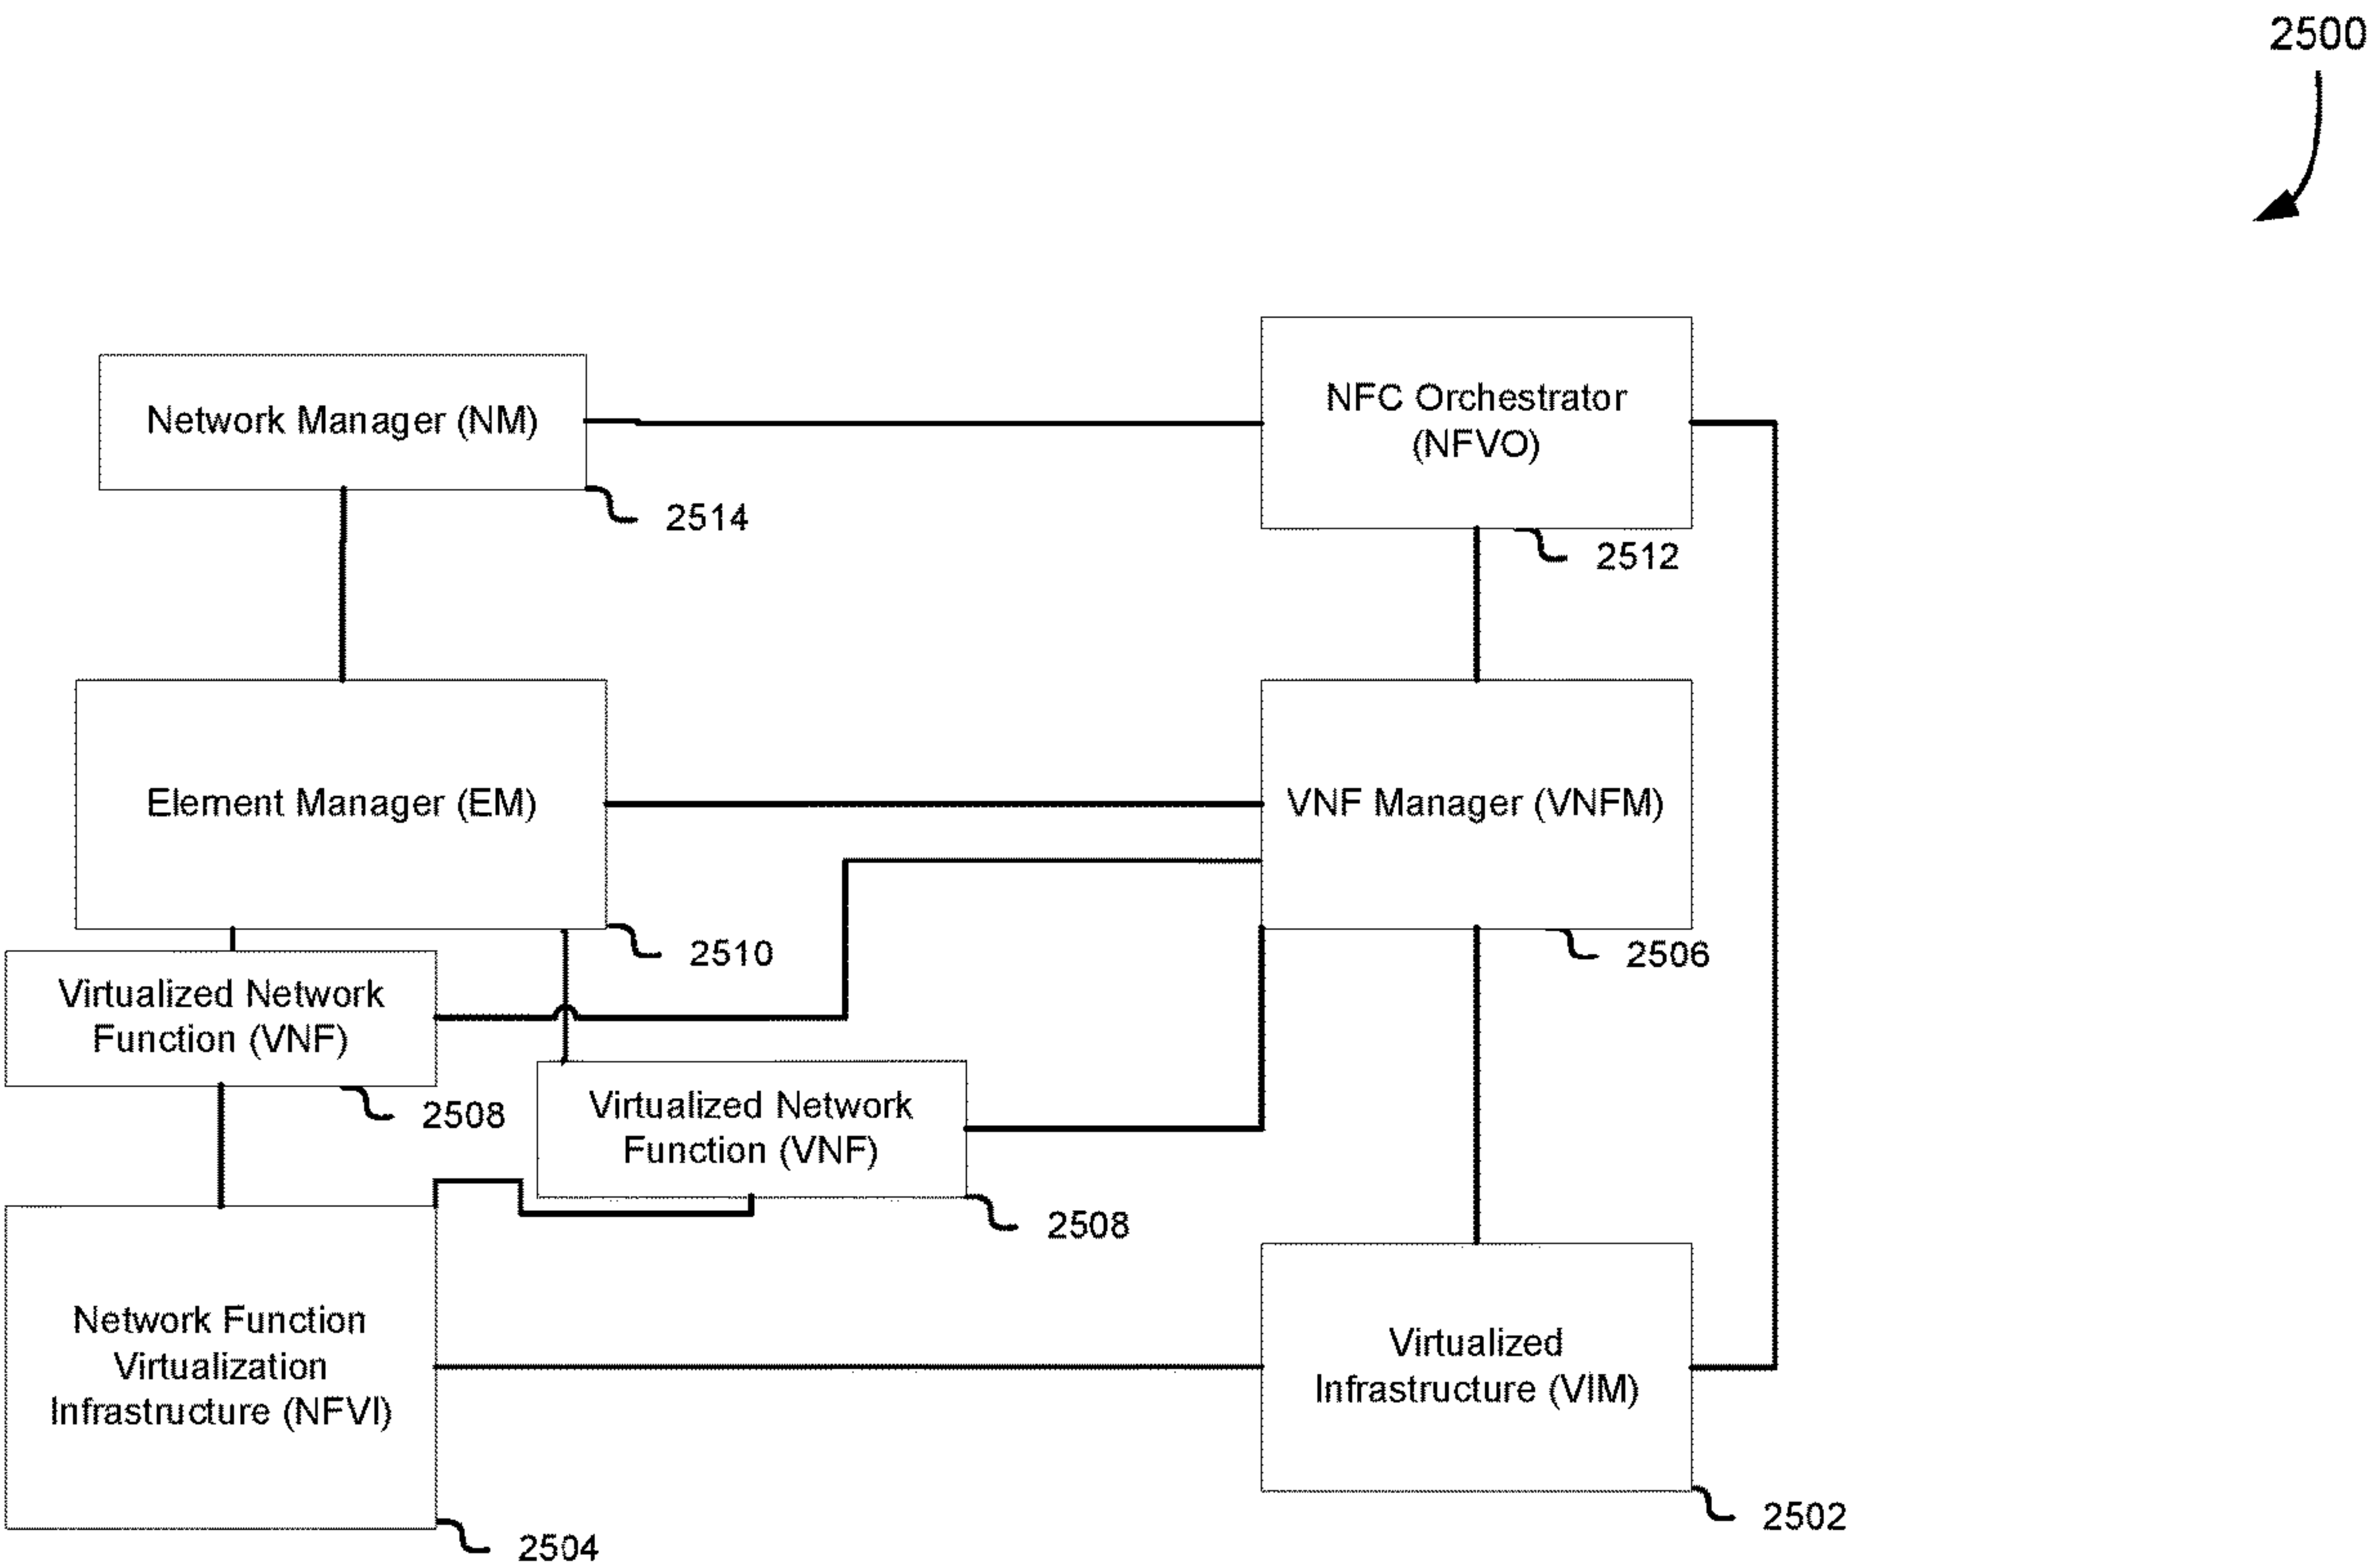 2500
Network Manager (NM)
2514
NFC Orchestrator
(NFVO)
2512
Element Manager (EM)
2510
VNF Manager (VNFM)
2506
Virtualized Network
Function (VNF)
2508
Virtualized Network
Function (VNF)
2508
Network Function
Virtualization
Infrastructure (NFVI)
2504
Virtualized
Infrastructure (VIM)
2502